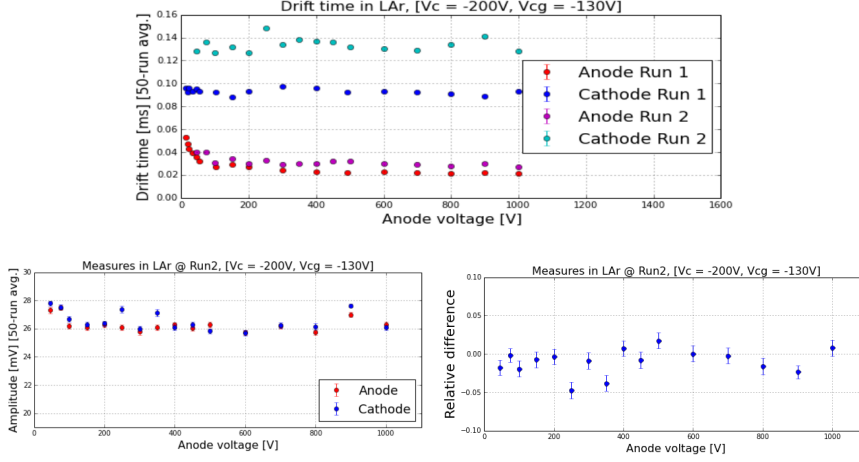 Drift time in LAr, [Vc = -200V, Vcg = -130V]
Drift time [ms] [50-run avg.]
0.16
0.14
0.12
0.10
0.08
0.06
0.04
0.02
0.00
Anode Run 1
Cathode Run 1
Anode Run 2
Cathode Run 2
0 200 400 600 800 1000 1200 1400 1600
Anode voltage [V]
Measures in LAr @ Run2, [Vc = -200V, Vcg = -130V]
Amplitude [mV] [50-run avg.]
30
28
26
24
22
20
Anode
Cathode
0 200 400 600 800 1000
Anode voltage [V]
Measures in LAr @ Run2, [Vc = -200V, Vcg = -130V]
Relative difference
0.10
0.05
0.00
-0.05
-0.10
0 200 400 600 800 1000
Anode voltage [V]